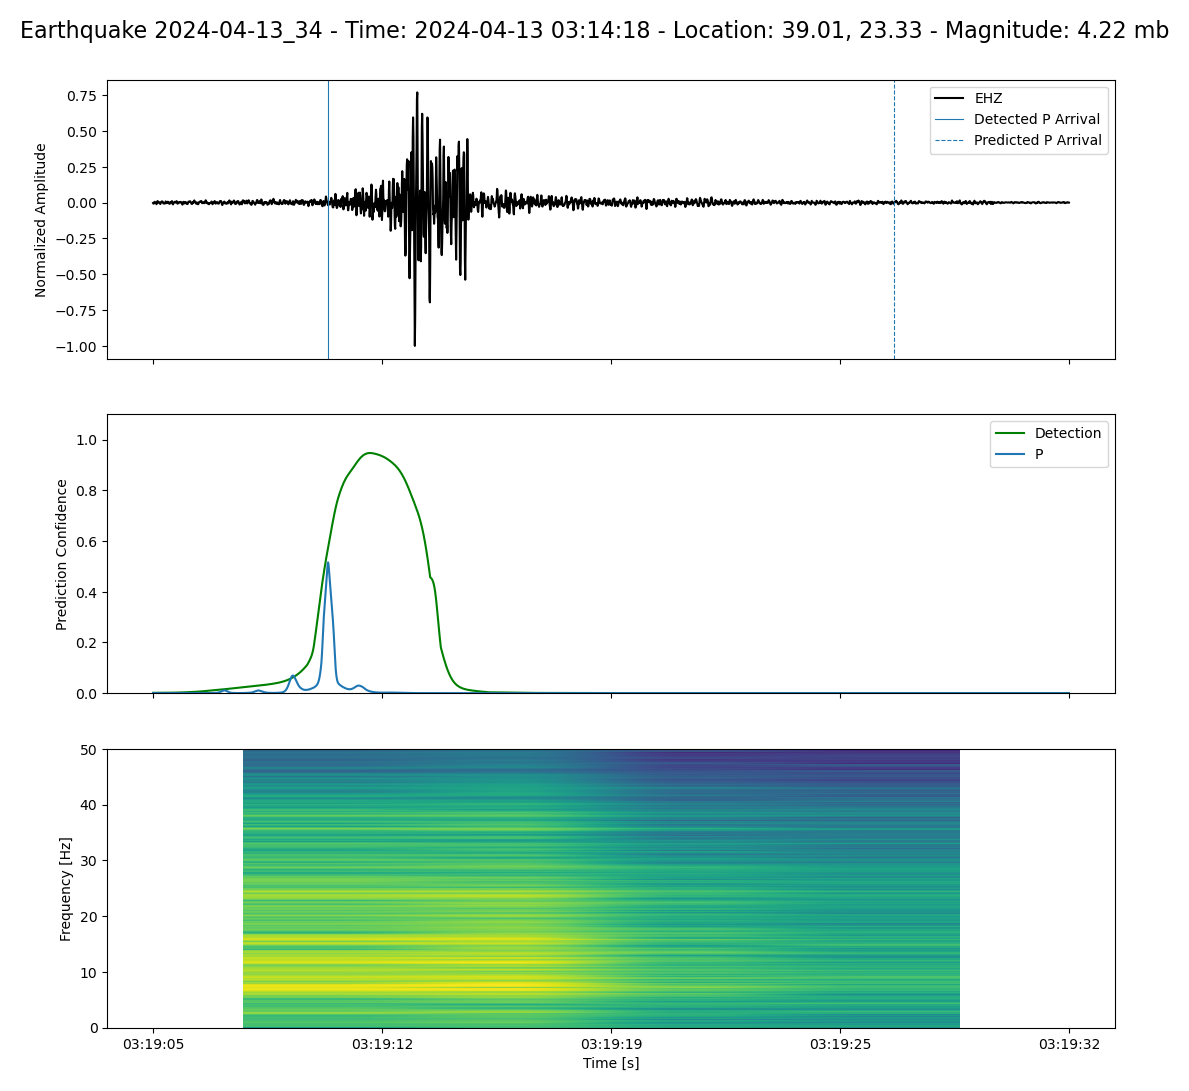 Earthquake 2024-04-13_34 - Time: 2024-04-13 03:14:18 - Location: 39.01, 23.33 - Magnitude: 4.22 mb
EHZ
Detected P Arrival
Predicted P Arrival
Normalized Amplitude
0.75
0.50
0.25
0.00
−0.25
−0.50
−0.75
−1.00
Detection
P
Prediction Confidence
1.0
0.8
0.6
0.4
0.2
0.0
Frequency [Hz]
50
40
30
20
10
0
03:19:05 03:19:12 03:19:19 03:19:25 03:19:32
Time [s]